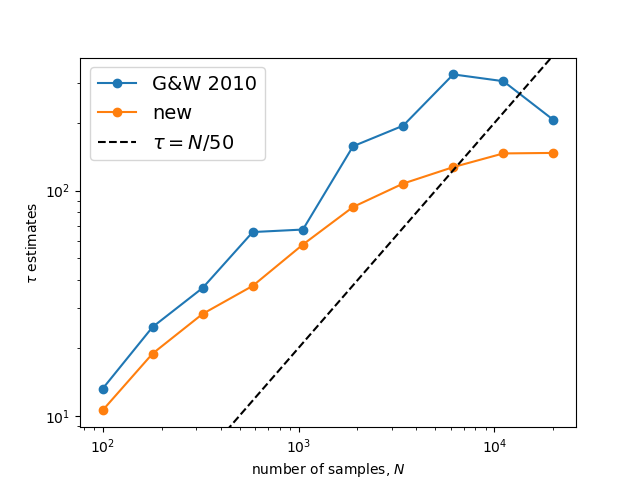 G&W 2010
new
τ = N/50
10²
10¹
τ estimates
10²
10³
10⁴
number of samples, N